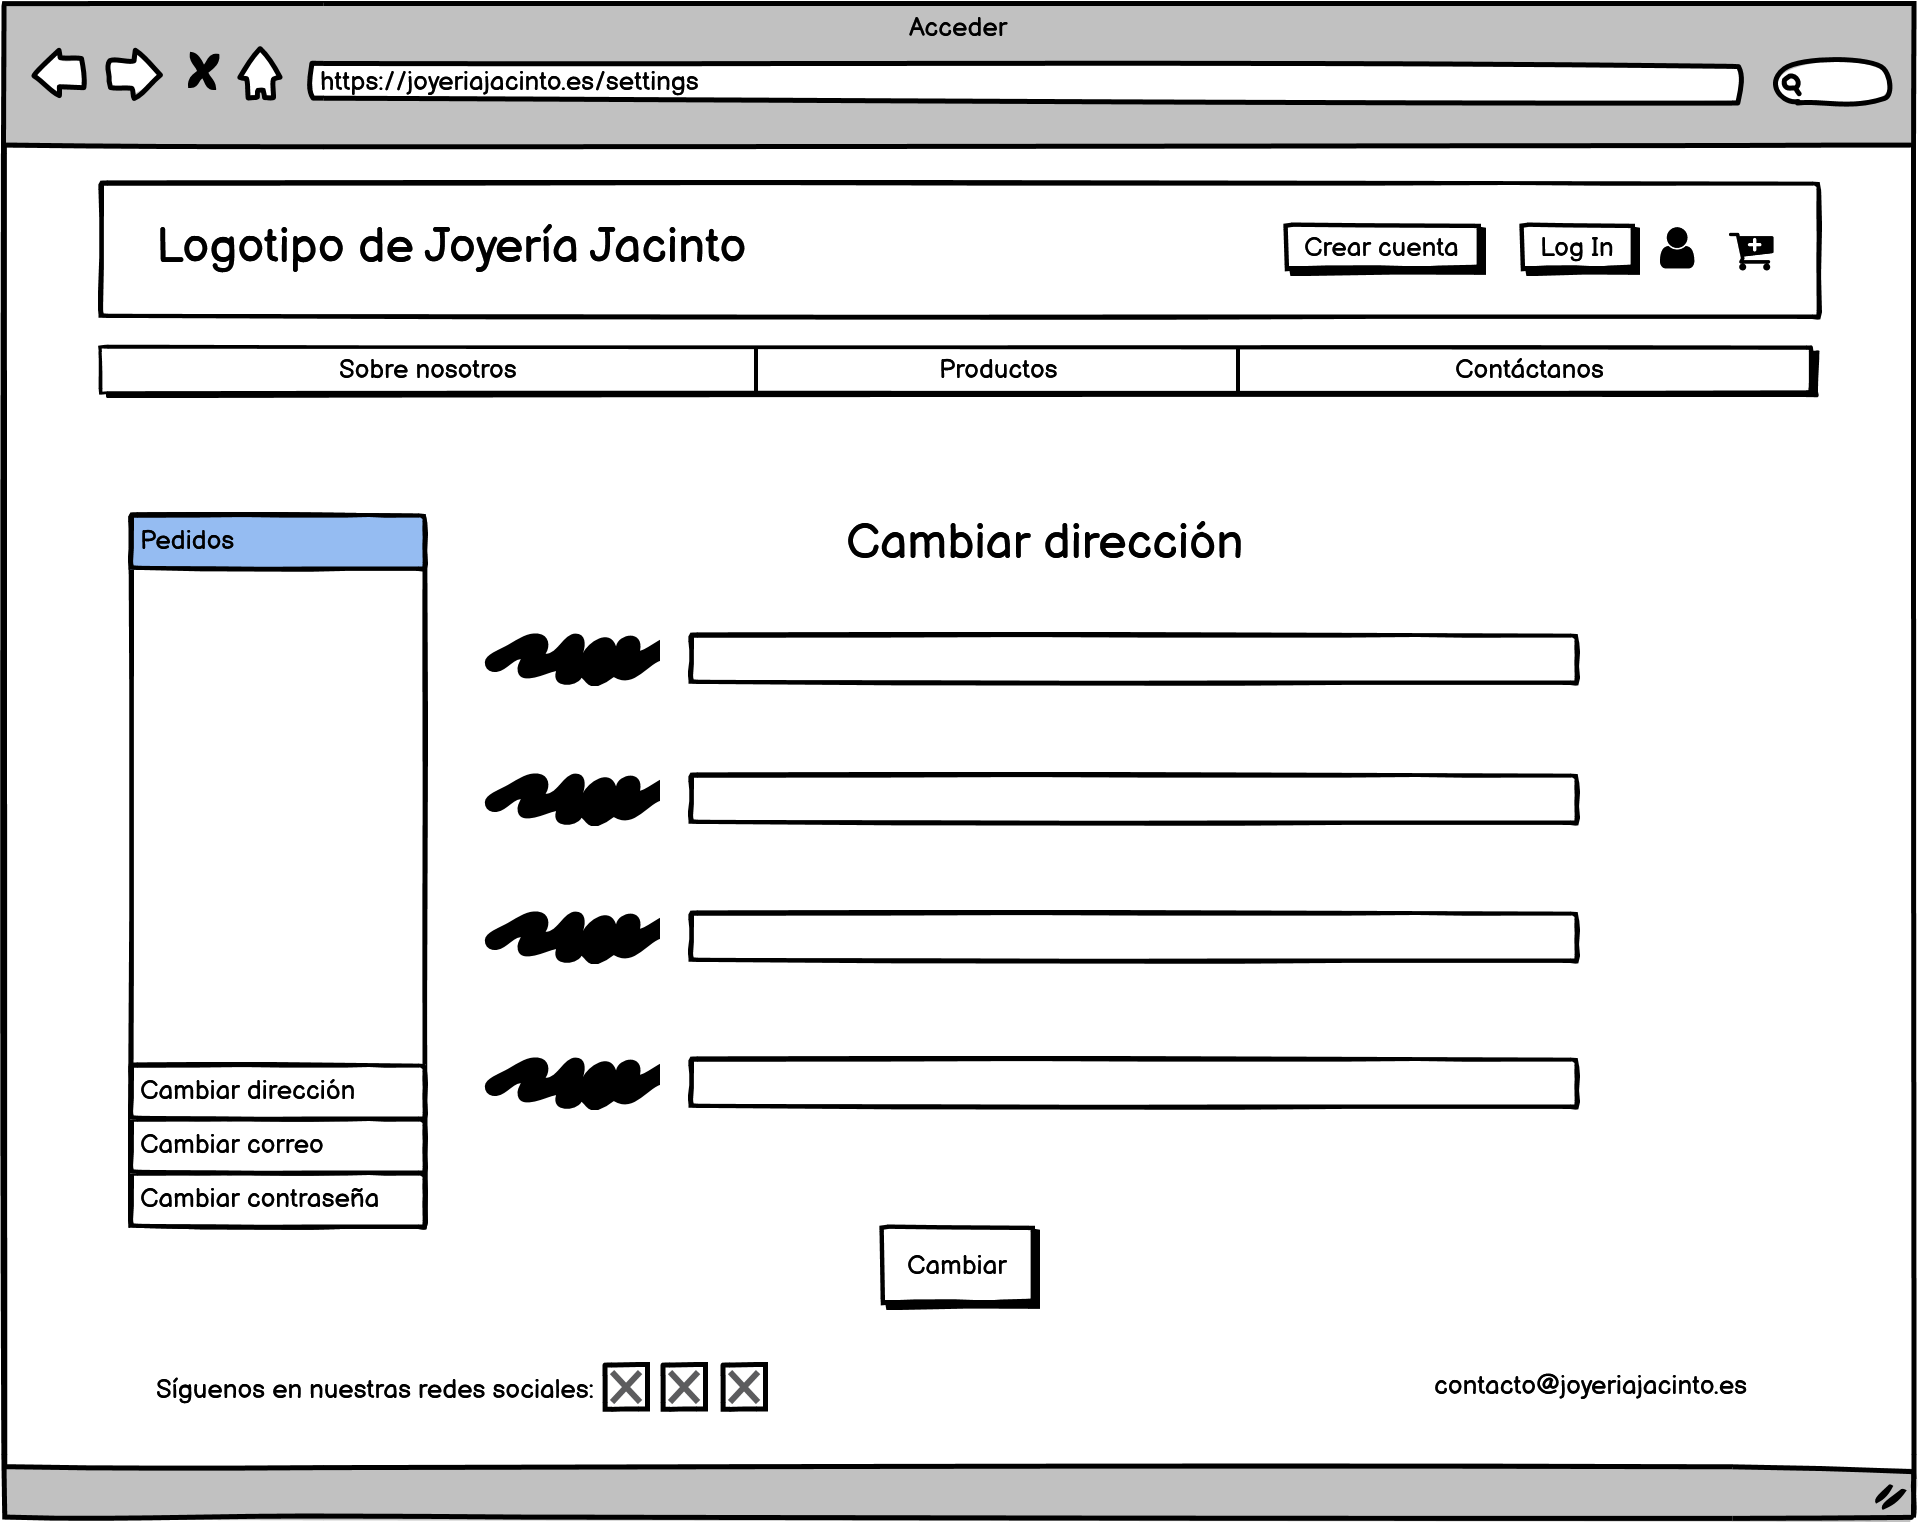 Acceder
https://joyeriajacinto.es/settings
Logotipo de Joyería Jacinto
Crear cuenta
Log In
Sobre nosotros
Productos
Contáctanos
Pedidos
Cambiar dirección
Cambiar dirección
Cambiar correo
Cambiar contraseña
Cambiar
Síguenos en nuestras redes sociales:
contacto@joyeriajacinto.es